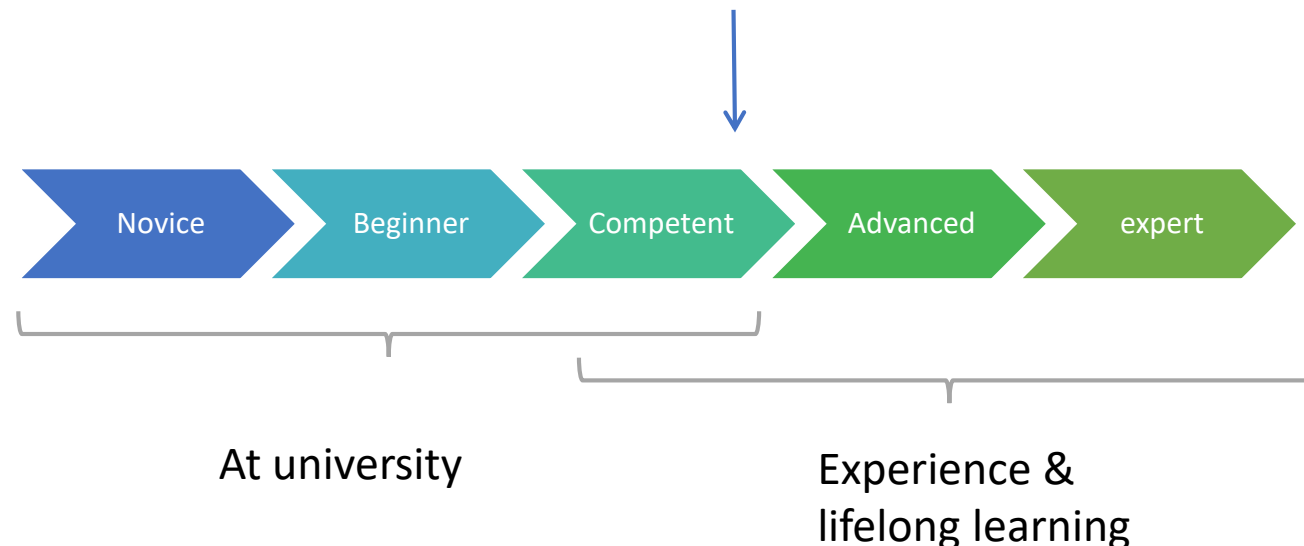 Novice
Beginner
Competent
Advanced
expert
At university
Experience &
lifelong learning